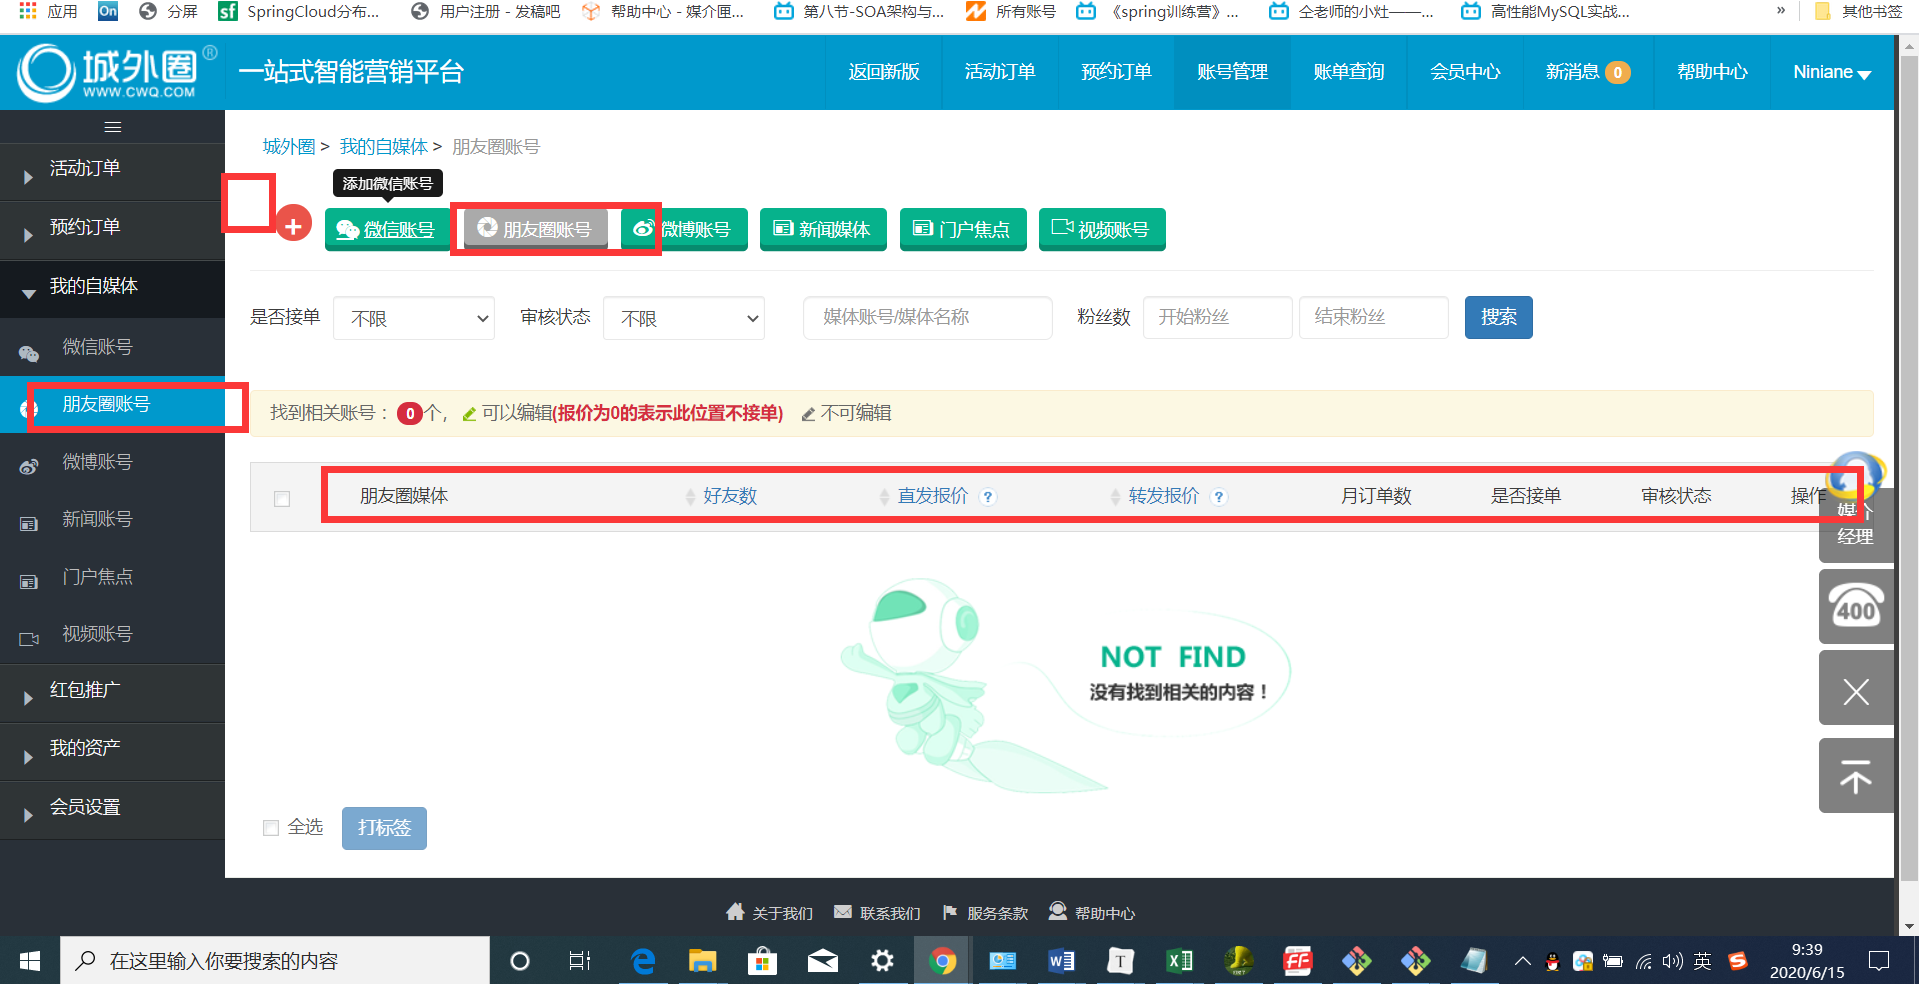 应用 On 分屏 sf SpringCloud分布... 用户注册 - 发稿吧 帮助中心 - 媒介匣... 第八节-SOA架构与... 所有账号 《spring训练营》... 仝老师的小灶——... 高性能MySQL实战... » 其他书签
城外圈® WWW.CWQ.COM 一站式智能营销平台 返回新版 活动订单 预约订单 账号管理 账单查询 会员中心 新消息 0 帮助中心 Niniane
活动订单
预约订单
我的自媒体
微信账号
朋友圈账号
微博账号
新闻账号
门户焦点
视频账号
红包推广
我的资产
会员设置
城外圈 > 我的自媒体 > 朋友圈账号
添加微信账号
+ 微信账号 朋友圈账号 微博账号 新闻媒体 门户焦点 视频账号
是否接单 不限 审核状态 不限 媒体账号/媒体名称 粉丝数 开始粉丝 结束粉丝 搜索
找到相关账号： 0 个， 可以编辑(报价为0的表示此位置不接单) 不可编辑
朋友圈媒体 好友数 直发报价 ? 转发报价 ? 月订单数 是否接单 审核状态 操作
媒介
经理
400
NOT FIND
没有找到相关的内容！
全选 打标签
关于我们 联系我们 服务条款 帮助中心
在这里输入你要搜索的内容 英 9:39
2020/6/15